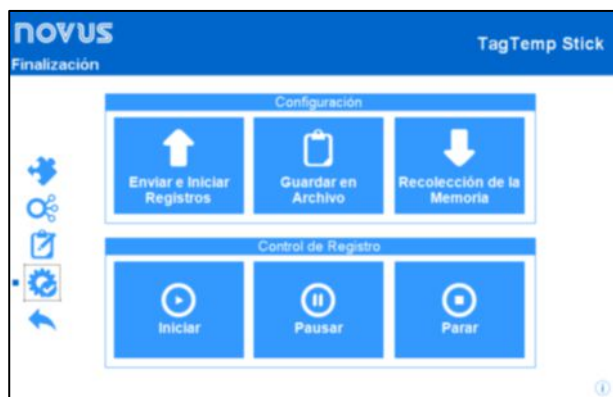 novus
TagTemp Stick
Finalización
Configuración
Enviar e Iniciar
Registros
Guardar en
Archivo
Recolección de la
Memoria
Control de Registro
Iniciar
Pausar
Parar